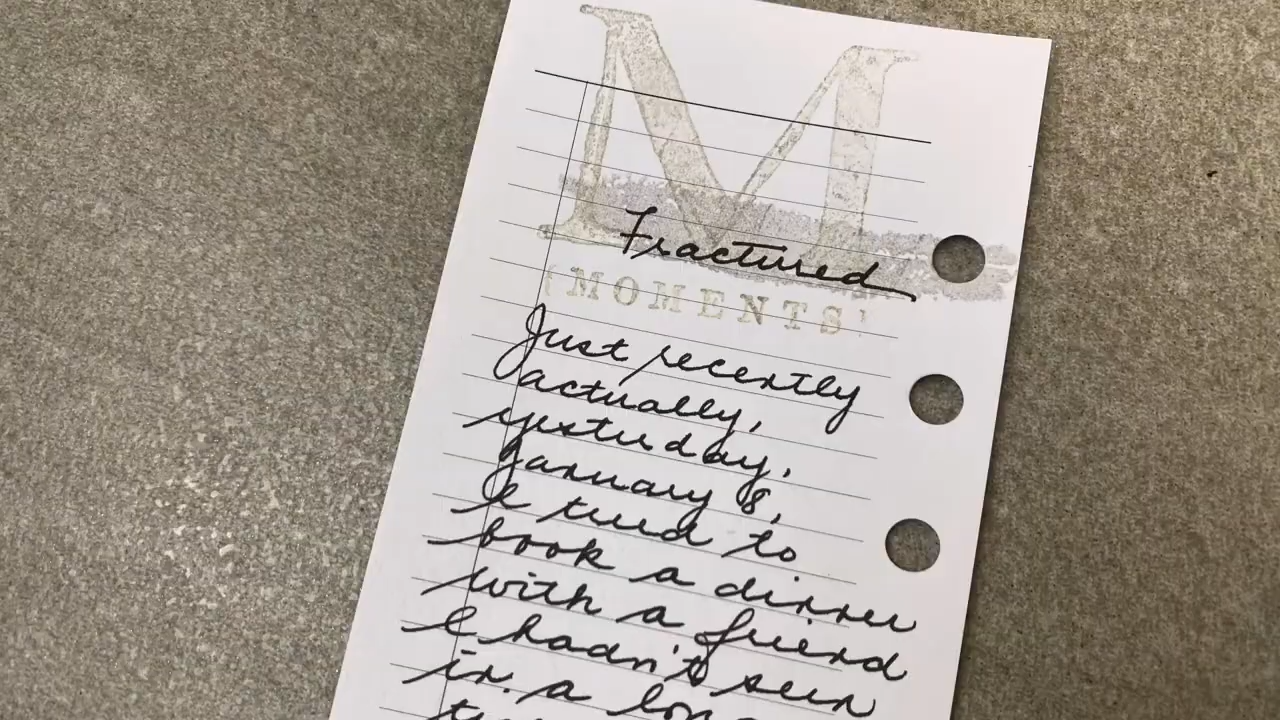 M
Fractured
{MOMENTS}
Just recently
actually,
yesterday,
January 8,
I tried to
book a dinner
with a friend
I hadn't seen
in a long